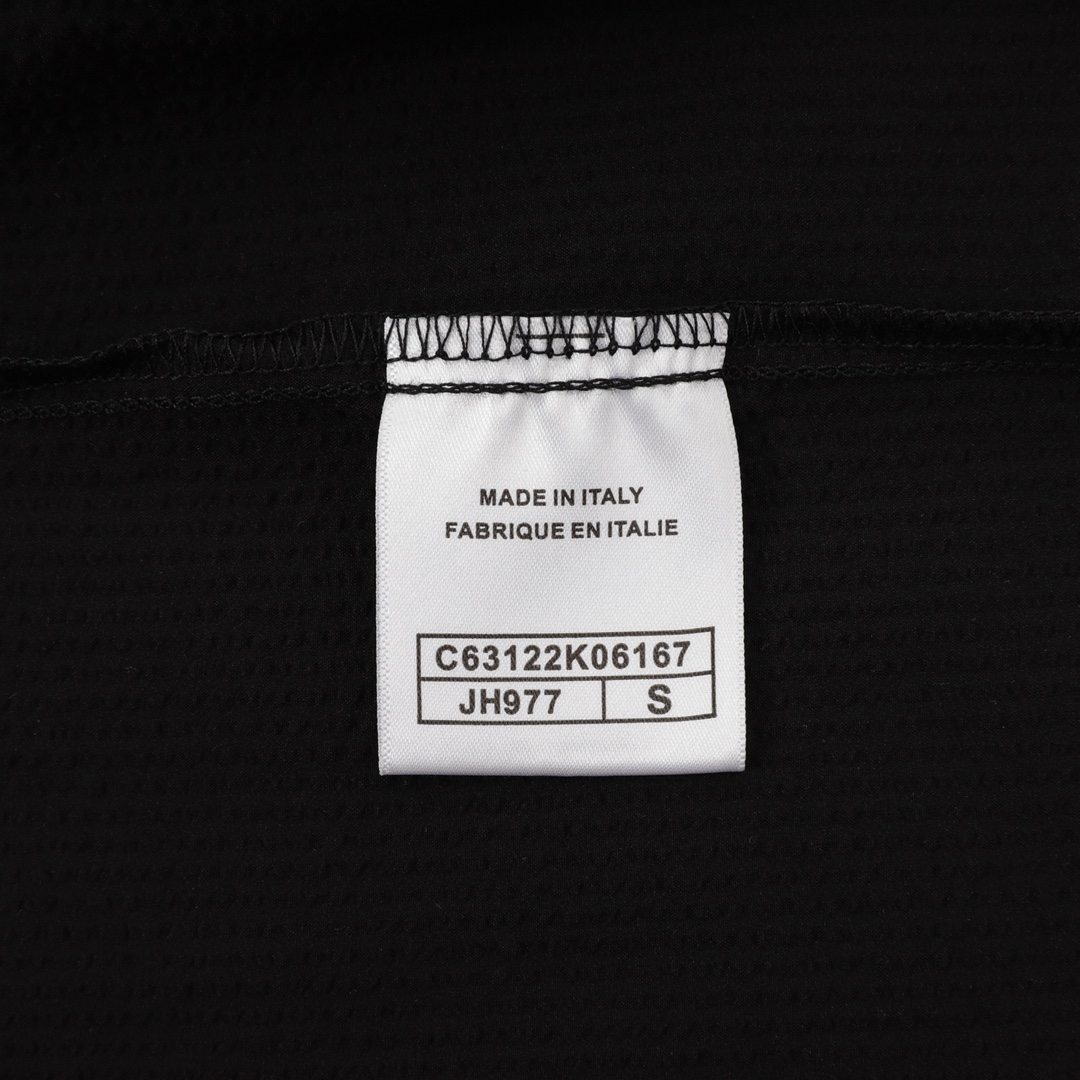 MADE IN ITALY
FABRIQUE EN ITALIE
C63122K06167
JH977 S